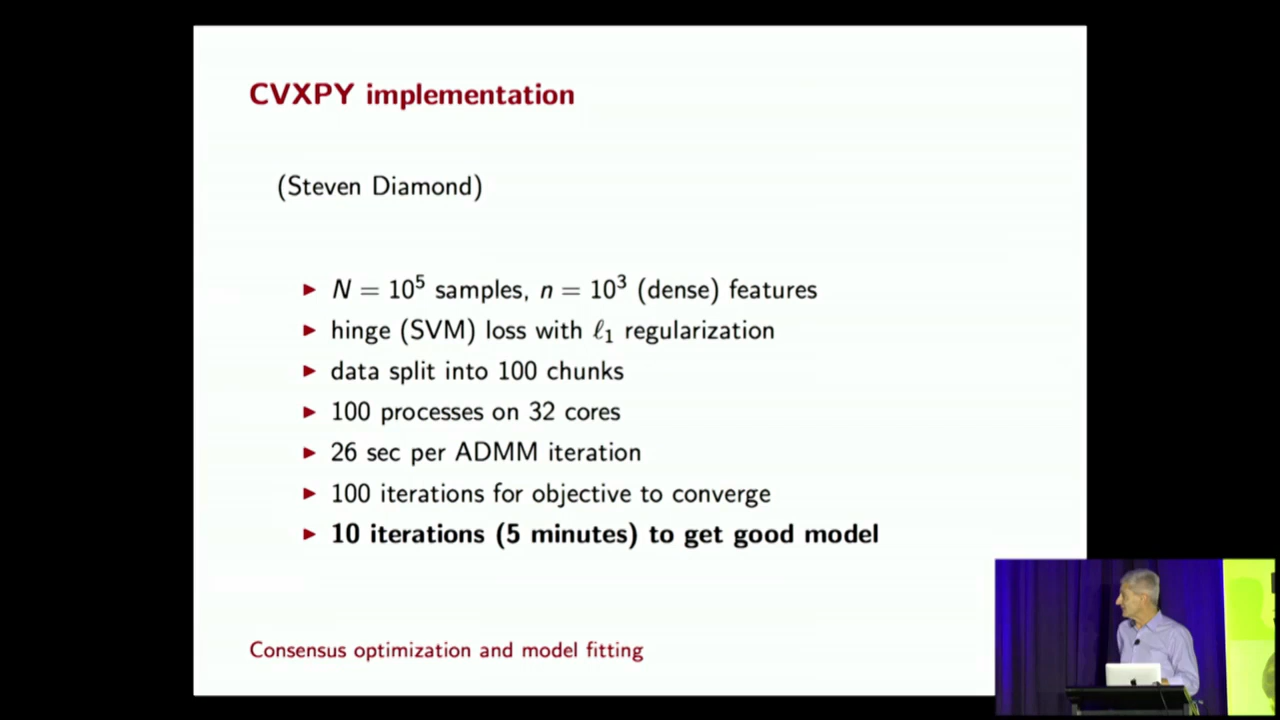 CVXPY implementation
(Steven Diamond)
► N = 10⁵ samples, n = 10³ (dense) features
► hinge (SVM) loss with ℓ₁ regularization
► data split into 100 chunks
► 100 processes on 32 cores
► 26 sec per ADMM iteration
► 100 iterations for objective to converge
► 10 iterations (5 minutes) to get good model
Consensus optimization and model fitting